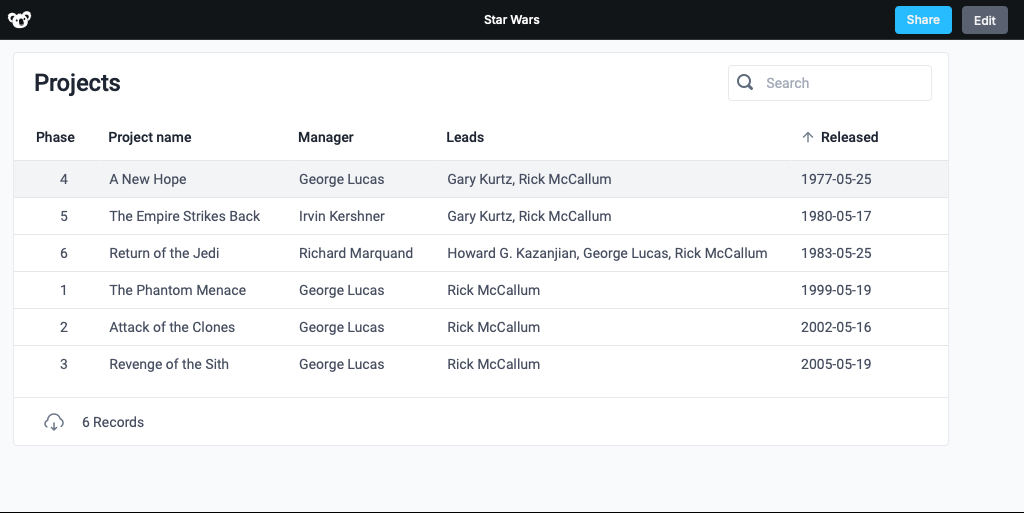 Star Wars
Share
Edit
Projects
Search
Phase Project name Manager Leads Released
4 A New Hope George Lucas Gary Kurtz, Rick McCallum 1977-05-25
5 The Empire Strikes Back Irvin Kershner Gary Kurtz, Rick McCallum 1980-05-17
6 Return of the Jedi Richard Marquand Howard G. Kazanjian, George Lucas, Rick McCallum 1983-05-25
1 The Phantom Menace George Lucas Rick McCallum 1999-05-19
2 Attack of the Clones George Lucas Rick McCallum 2002-05-16
3 Revenge of the Sith George Lucas Rick McCallum 2005-05-19
6 Records